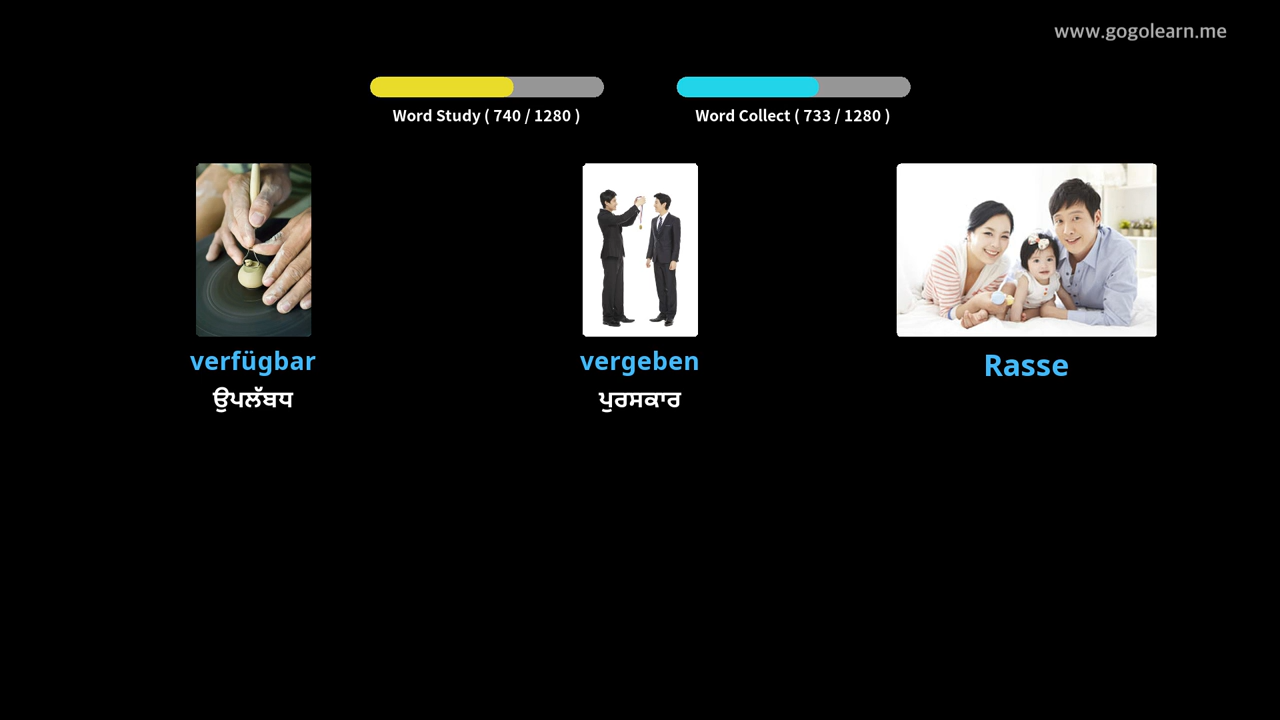 www.gogolearn.me
Word Study ( 740 / 1280 )
Word Collect ( 733 / 1280 )
verfügbar
ਉਪਲੱਬਧ
vergeben
ਪੁਰਸਕਾਰ
Rasse